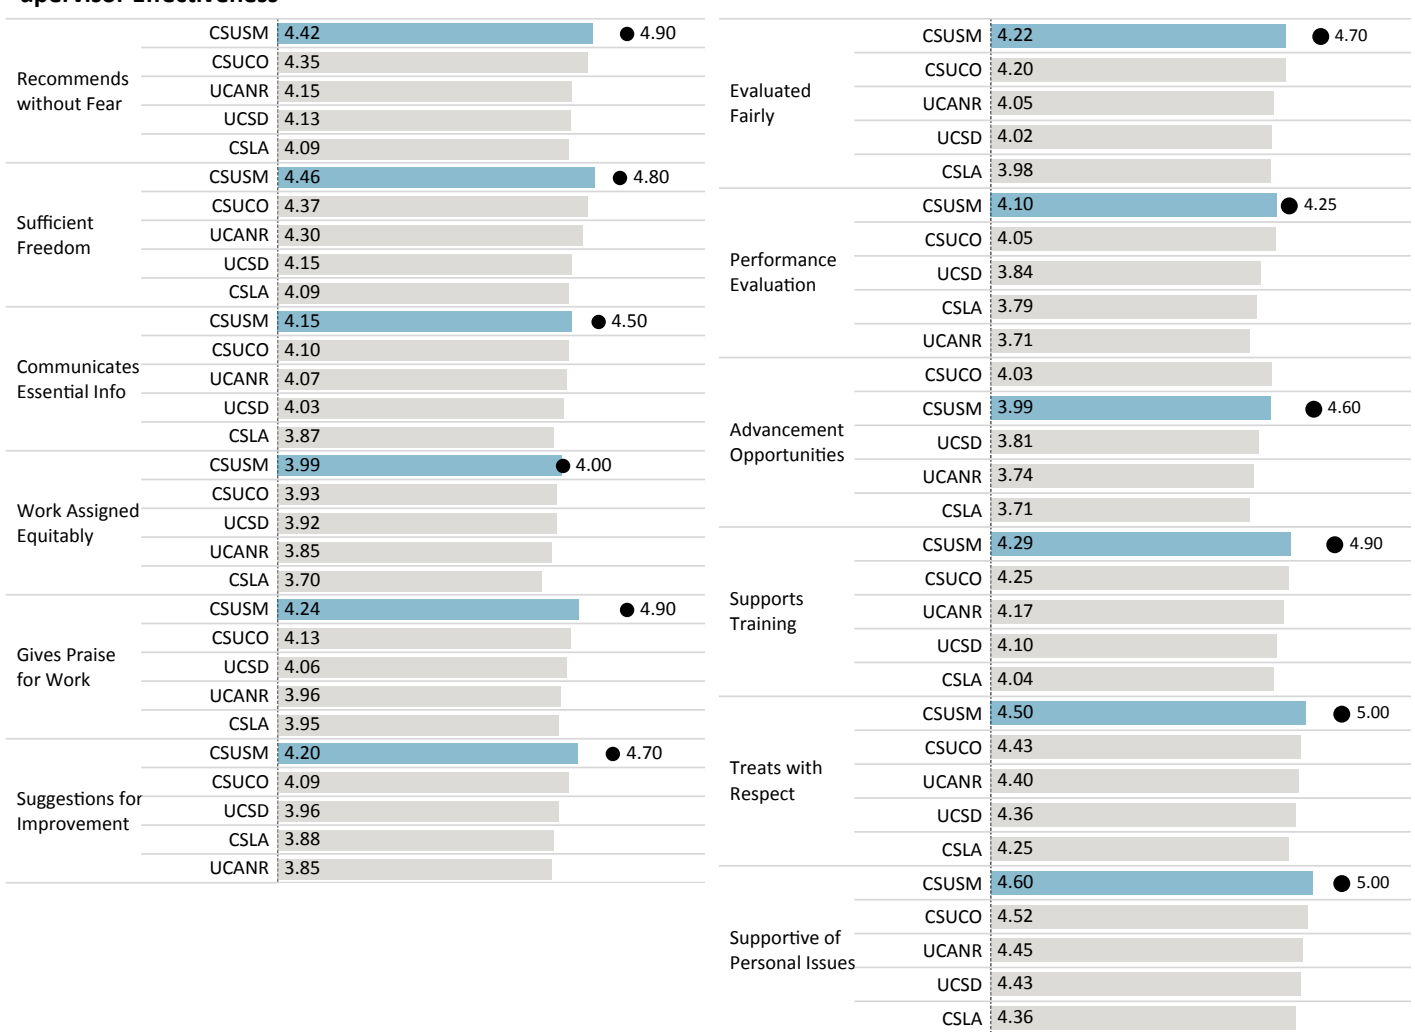 upervisor Effectiveness
Recommends
without Fear
CSUSM 4.42 4.90
CSUCO 4.35
UCANR 4.15
UCSD 4.13
CSLA 4.09
Sufficient
Freedom
CSUSM 4.46 4.80
CSUCO 4.37
UCANR 4.30
UCSD 4.15
CSLA 4.09
Communicates
Essential Info
CSUSM 4.15 4.50
CSUCO 4.10
UCANR 4.07
UCSD 4.03
CSLA 3.87
Work Assigned
Equitably
CSUSM 3.99 4.00
CSUCO 3.93
UCSD 3.92
UCANR 3.85
CSLA 3.70
Gives Praise
for Work
CSUSM 4.24 4.90
CSUCO 4.13
UCSD 4.06
UCANR 3.96
CSLA 3.95
Suggestions for
Improvement
CSUSM 4.20 4.70
CSUCO 4.09
UCSD 3.96
CSLA 3.88
UCANR 3.85
Evaluated
Fairly
CSUSM 4.22 4.70
CSUCO 4.20
UCANR 4.05
UCSD 4.02
CSLA 3.98
Performance
Evaluation
CSUSM 4.10 4.25
CSUCO 4.05
UCSD 3.84
CSLA 3.79
UCANR 3.71
Advancement
Opportunities
CSUCO 4.03
CSUSM 3.99 4.60
UCSD 3.81
UCANR 3.74
CSLA 3.71
Supports
Training
CSUSM 4.29 4.90
CSUCO 4.25
UCANR 4.17
UCSD 4.10
CSLA 4.04
Treats with
Respect
CSUSM 4.50 5.00
CSUCO 4.43
UCANR 4.40
UCSD 4.36
CSLA 4.25
Supportive of
Personal Issues
CSUSM 4.60 5.00
CSUCO 4.52
UCANR 4.45
UCSD 4.43
CSLA 4.36